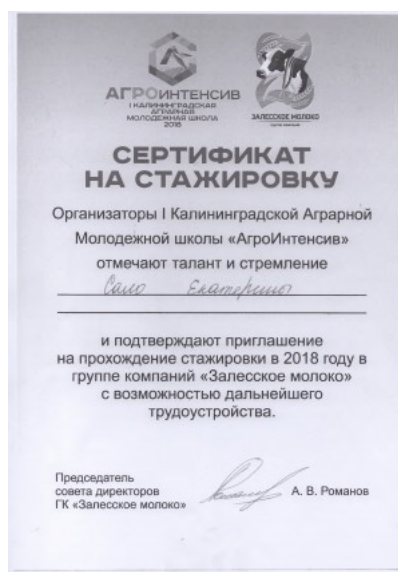 АГРОИНТЕНСИВ
I КАЛИНИНГРАДСКАЯ
АГРАРНАЯ
МОЛОДЕЖНАЯ ШКОЛА
2018
ЗАЛЕССКОЕ МОЛОКО
СЕРТИФИКАТ
НА СТАЖИРОВКУ
Организаторы I Калининградской Аграрной
Молодежной школы «АгроИнтенсив»
отмечают талант и стремление
Сало Екатерины
и подтверждают приглашение
на прохождение стажировки в 2018 году в
группе компаний «Залесское молоко»
с возможностью дальнейшего
трудоустройства.
Председатель
совета директоров
ГК «Залесское молоко»
А. В. Романов